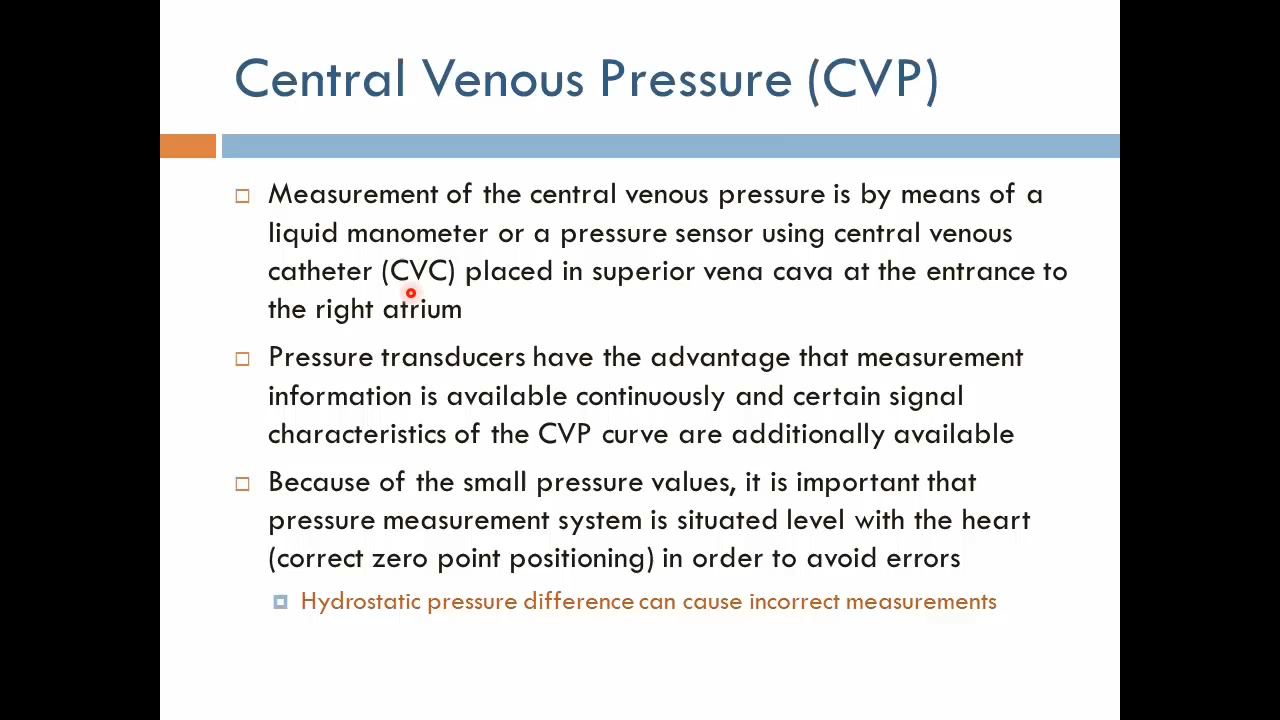 Central Venous Pressure (CVP)
Measurement of the central venous pressure is by means of a
liquid manometer or a pressure sensor using central venous
catheter (CVC) placed in superior vena cava at the entrance to
the right atrium
Pressure transducers have the advantage that measurement
information is available continuously and certain signal
characteristics of the CVP curve are additionally available
Because of the small pressure values, it is important that
pressure measurement system is situated level with the heart
(correct zero point positioning) in order to avoid errors
Hydrostatic pressure difference can cause incorrect measurements